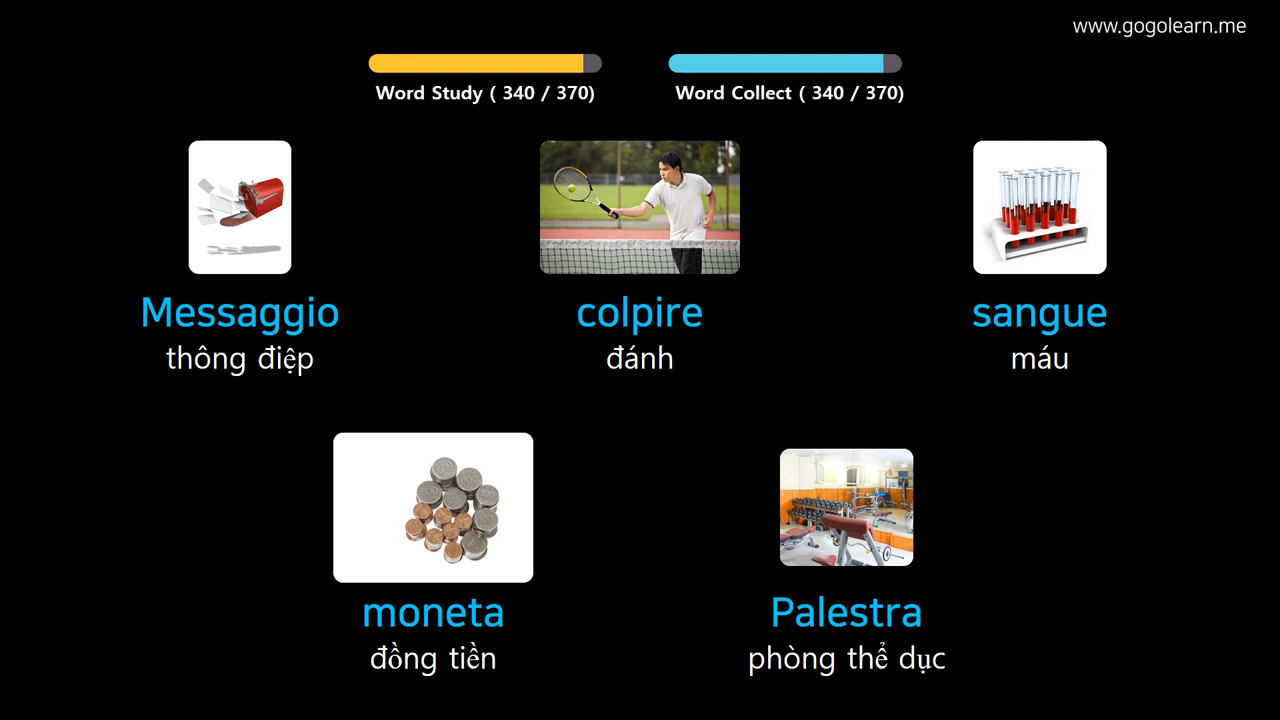 www.gogolearn.me
Word Study ( 340 / 370)
Word Collect ( 340 / 370)
Messaggio
thông điệp
colpire
đánh
sangue
máu
moneta
đồng tiền
Palestra
phòng thể dục